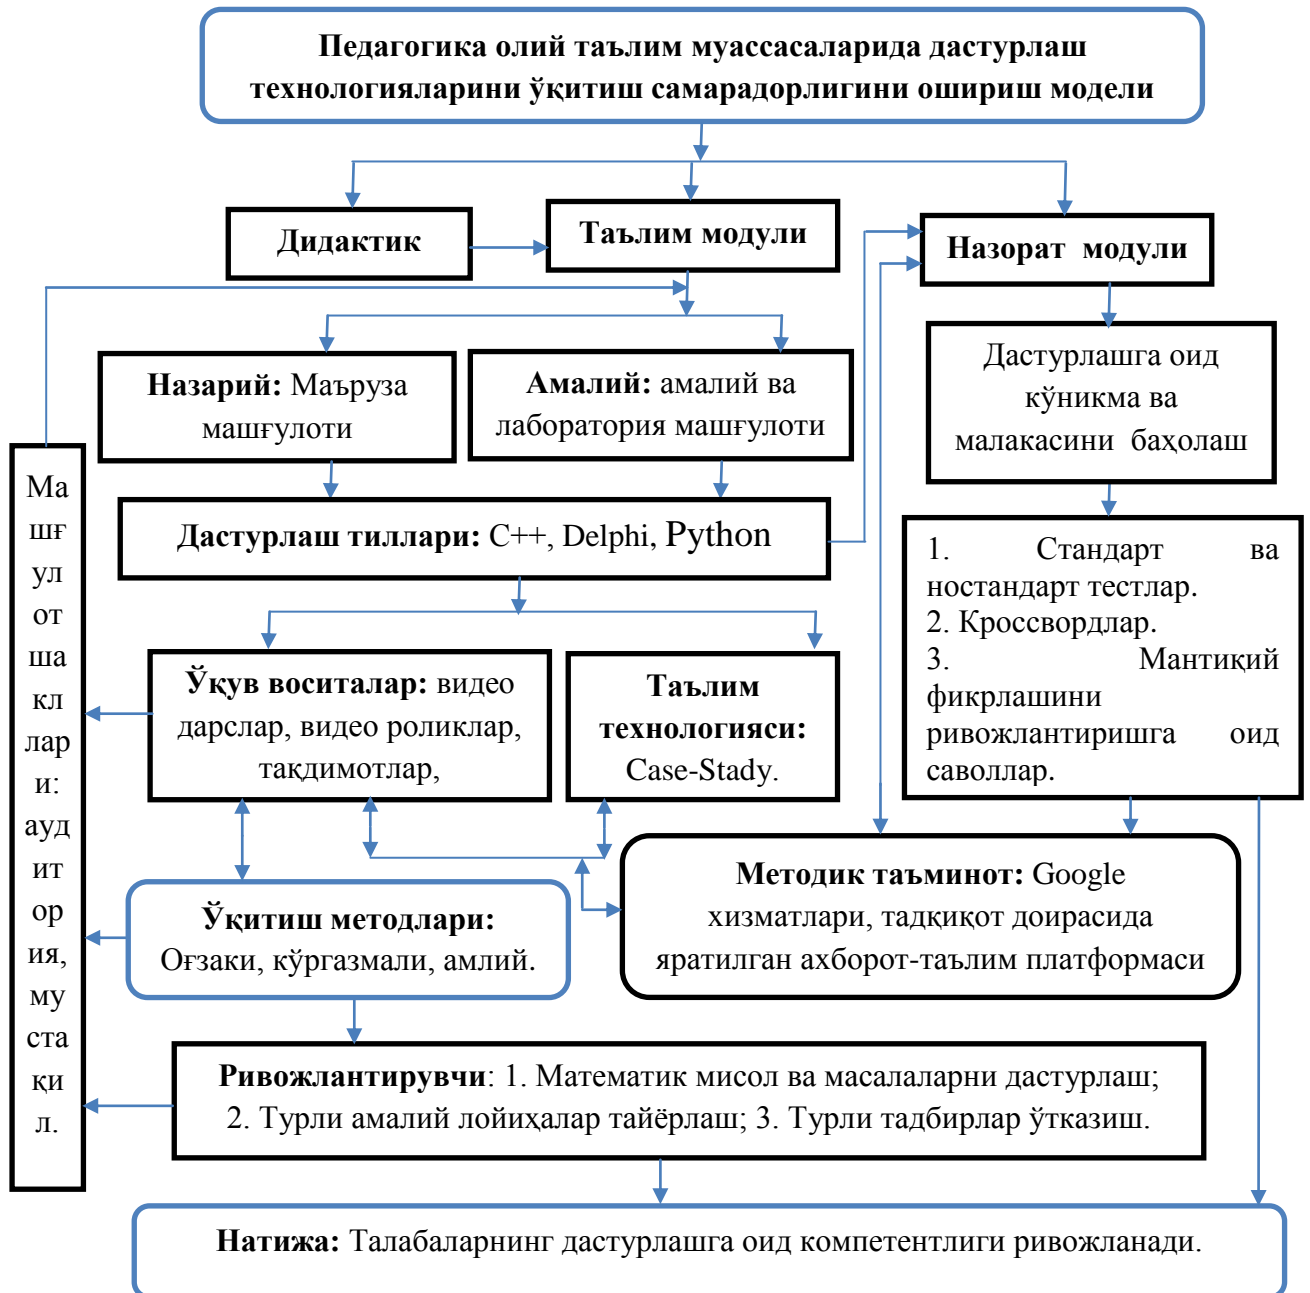 Педагогика олий таълим муассасаларида дастурлаш
технологияларини ўқитиш самарадорлигини ошириш модели
Дидактик
Таълим модули
Назорат модули
Назарий: Маъруза
машғулоти
Амалий: амалий ва
лаборатория машғулоти
Дастурлашга оид
кўникма ва
малакасини баҳолаш
Ма
шғ
ул
от
ша
кл
лар
и:
ауд
ит
ор
ия,
му
ста
қи
л.
Дастурлаш тиллари: C++, Delphi, Python
1. Стандарт ва
ностандарт тестлар.
2. Кроссвордлар.
3. Мантиқий
фикрлашини
ривожлантиришга оид
саволлар.
Ўқув воситалар: видео
дарслар, видео роликлар,
тақдимотлар,
Таълим
технологияси:
Case-Stady.
Ўқитиш методлари:
Оғзаки, кўргазмали, амлий.
Методик таъминот: Google
хизматлари, тадқиқот доирасида
яратилган ахборот-таълим платформаси
Ривожлантирувчи: 1. Математик мисол ва масалаларни дастурлаш;
2. Турли амалий лойиҳалар тайёрлаш; 3. Турли тадбирлар ўтказиш.
Натижа: Талабаларнинг дастурлашга оид компетентлиги ривожланади.